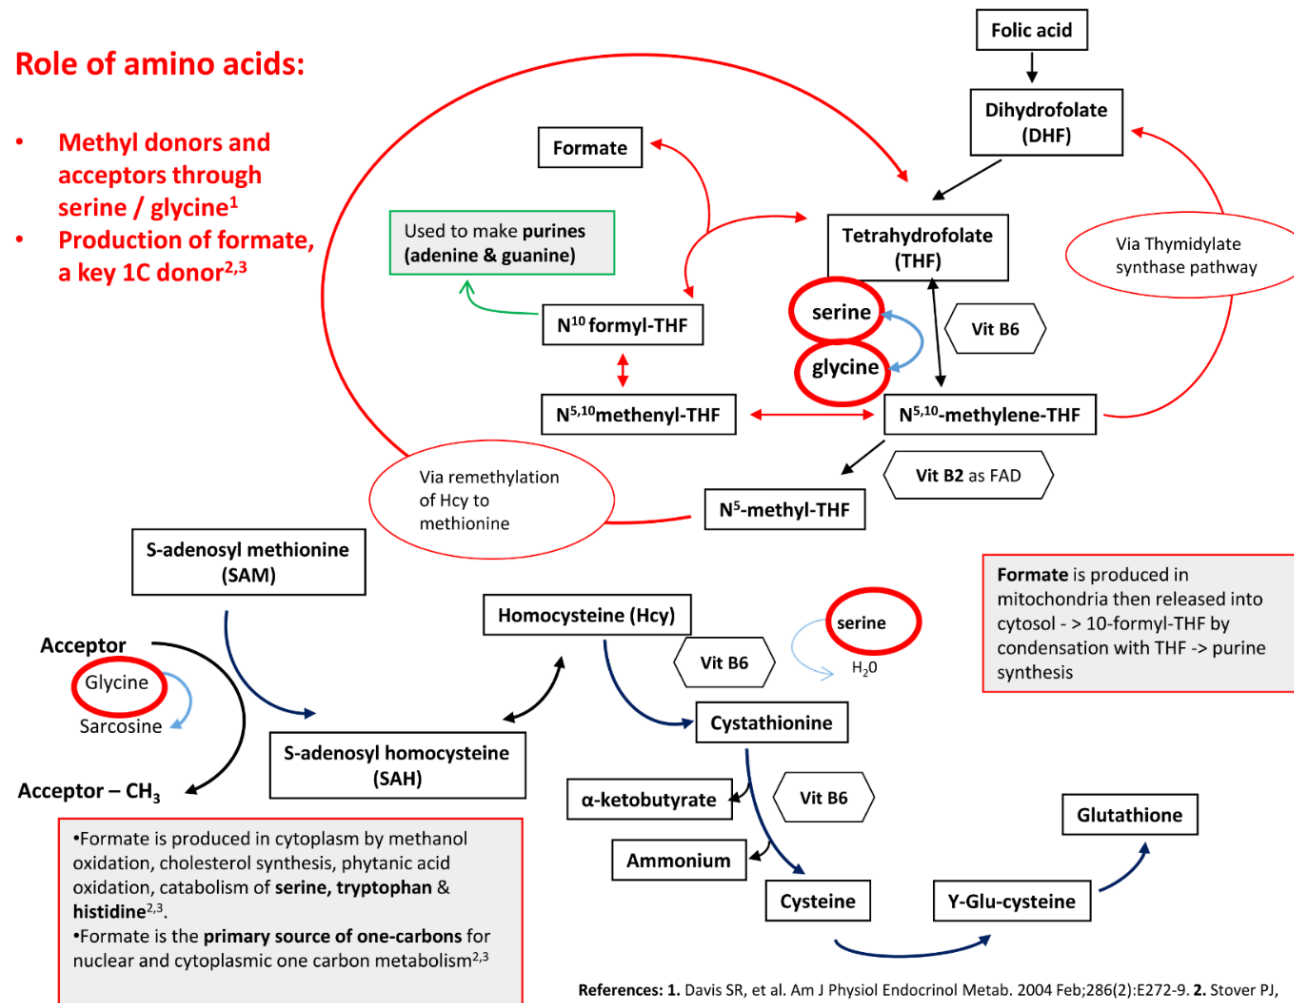 Role of amino acids:
• Methyl donors and
acceptors through
serine / glycine¹
• Production of formate,
a key 1C donor²,³
Folic acid
Dihydrofolate
(DHF)
Formate
Used to make purines
(adenine & guanine)
Tetrahydrofolate
(THF)
Via Thymidylate
synthase pathway
serine
glycine
Vit B6
N¹⁰ formyl-THF
N⁵,¹⁰methenyl-THF
N⁵,¹⁰-methylene-THF
Via remethylation
of Hcy to
methionine
Vit B2 as FAD
N⁵-methyl-THF
S-adenosyl methionine
(SAM)
Formate is produced in
mitochondria then released into
cytosol - > 10-formyl-THF by
condensation with THF -> purine
synthesis
Homocysteine (Hcy)
serine
H₂0
Vit B6
Acceptor
Glycine
Sarcosine
Cystathionine
S-adenosyl homocysteine
(SAH)
Acceptor – CH₃
α-ketobutyrate
Vit B6
Ammonium
Glutathione
Cysteine
Y-Glu-cysteine
•Formate is produced in cytoplasm by methanol
oxidation, cholesterol synthesis, phytanic acid
oxidation, catabolism of serine, tryptophan &
histidine²,³.
•Formate is the primary source of one-carbons for
nuclear and cytoplasmic one carbon metabolism²,³
References: 1. Davis SR, et al. Am J Physiol Endocrinol Metab. 2004 Feb;286(2):E272-9. 2. Stover PJ,